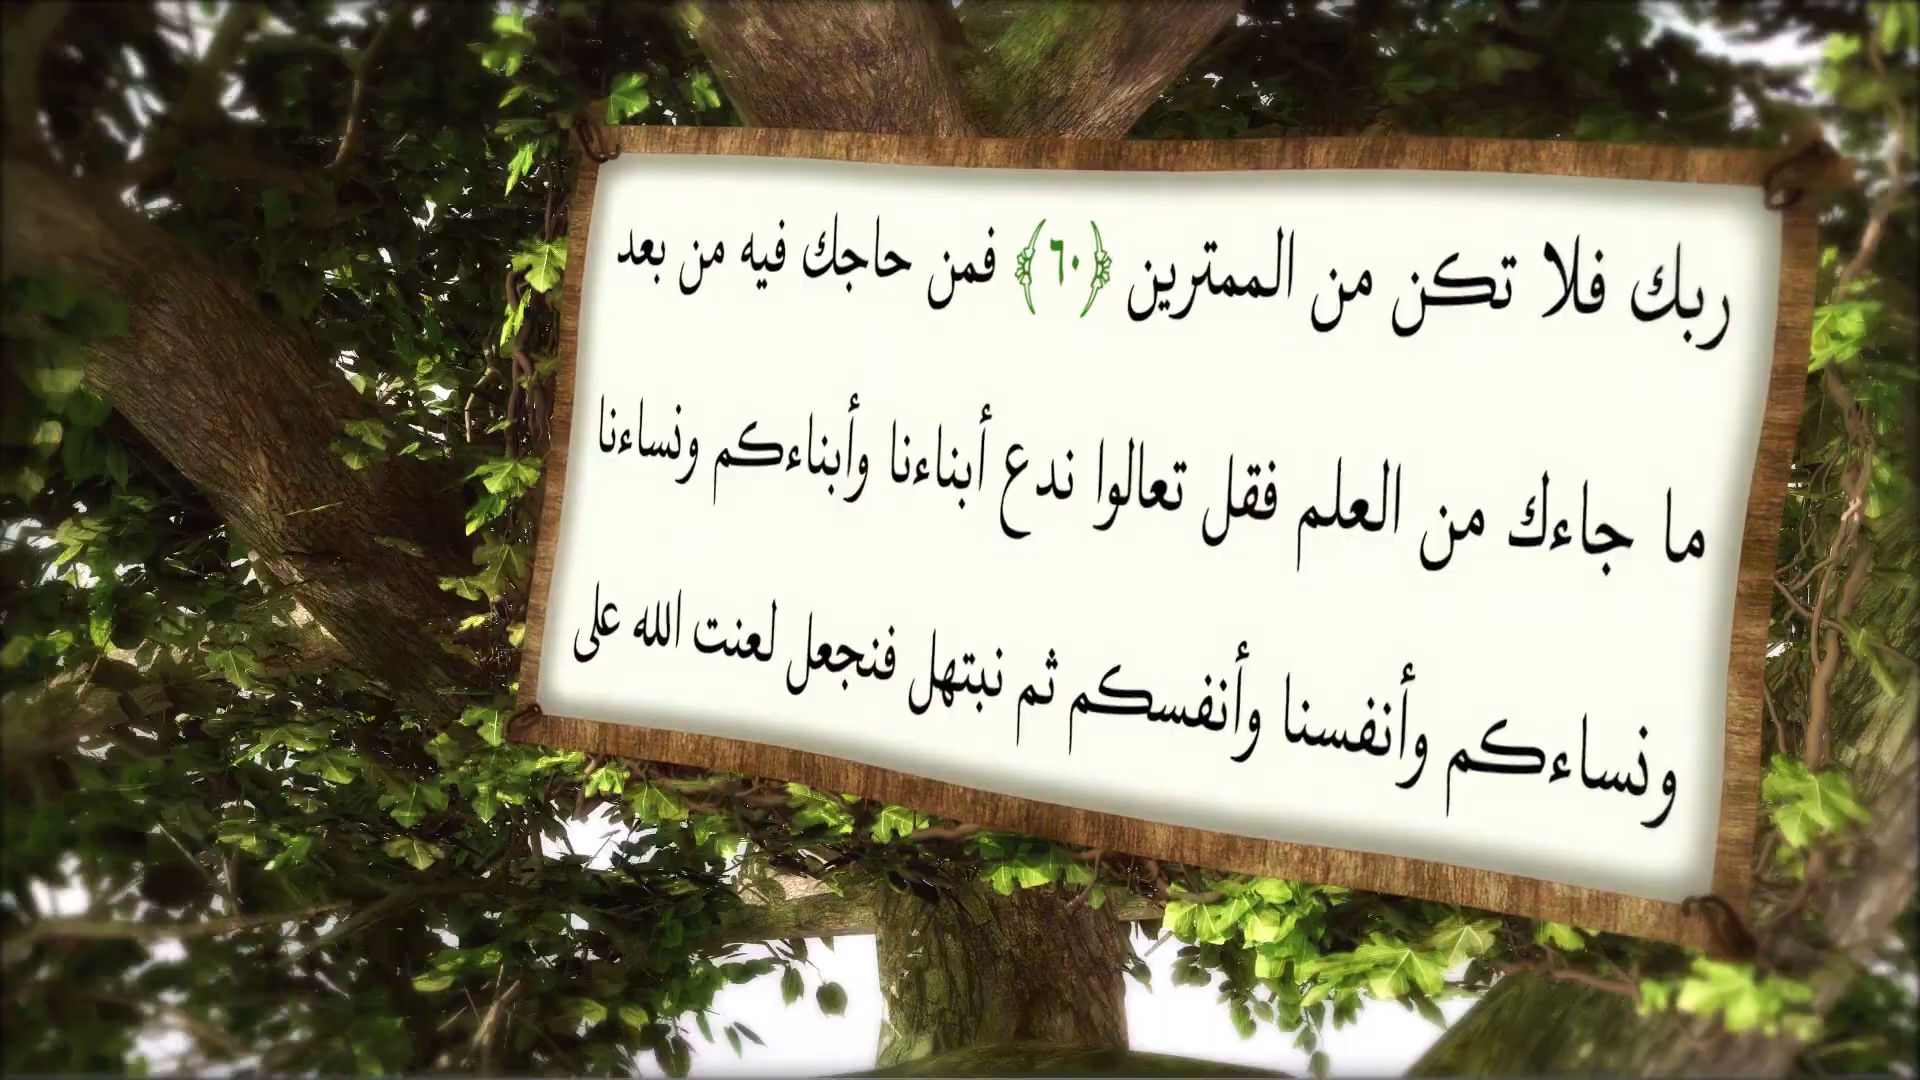 ربك فلا تكن من الممترين ﴿٦٠﴾ فمن حاجك فيه من بعد
ما جاءك من العلم فقل تعالوا ندع أبناءنا وأبناءكم ونساءنا
ونساءكم وأنفسنا وأنفسكم ثم نبتهل فنجعل لعنت الله على